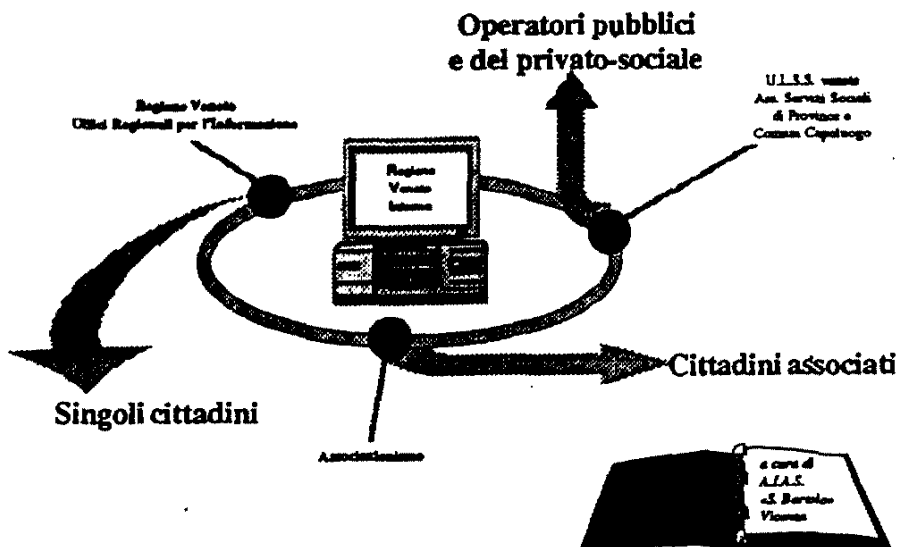 Operatori pubblici
e del privato-sociale
Regione Veneto
Uffici Regionali per l'Informazione
U.L.S.S. venete
Ass. Servizi Sociali
di Province e
Comuni Capoluogo
Regione
Veneto
Cittadini associati
Singoli cittadini
Associazionismo
a cura di
A.I.A.S.
«S. Bortolo»
Vicenza